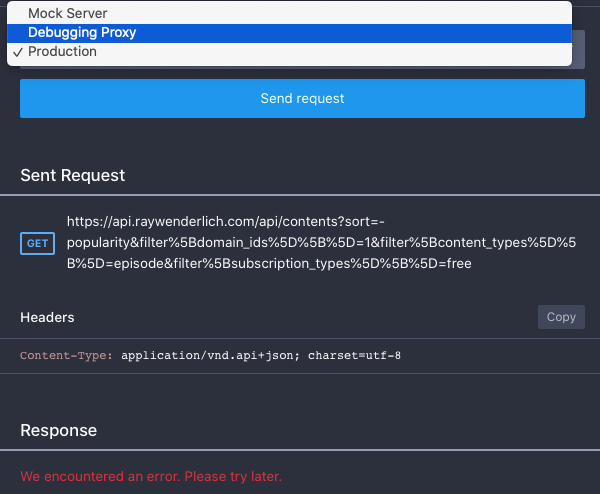 Mock Server
Debugging Proxy
✓ Production
Send request
Sent Request
GET
https://api.raywenderlich.com/api/contents?sort=-
popularity&filter%5Bdomain_ids%5D%5B%5D=1&filter%5Bcontent_types%5D%5
B%5D=episode&filter%5Bsubscription_types%5D%5B%5D=free
Headers
Copy
Content-Type: application/vnd.api+json; charset=utf-8
Response
We encountered an error. Please try later.